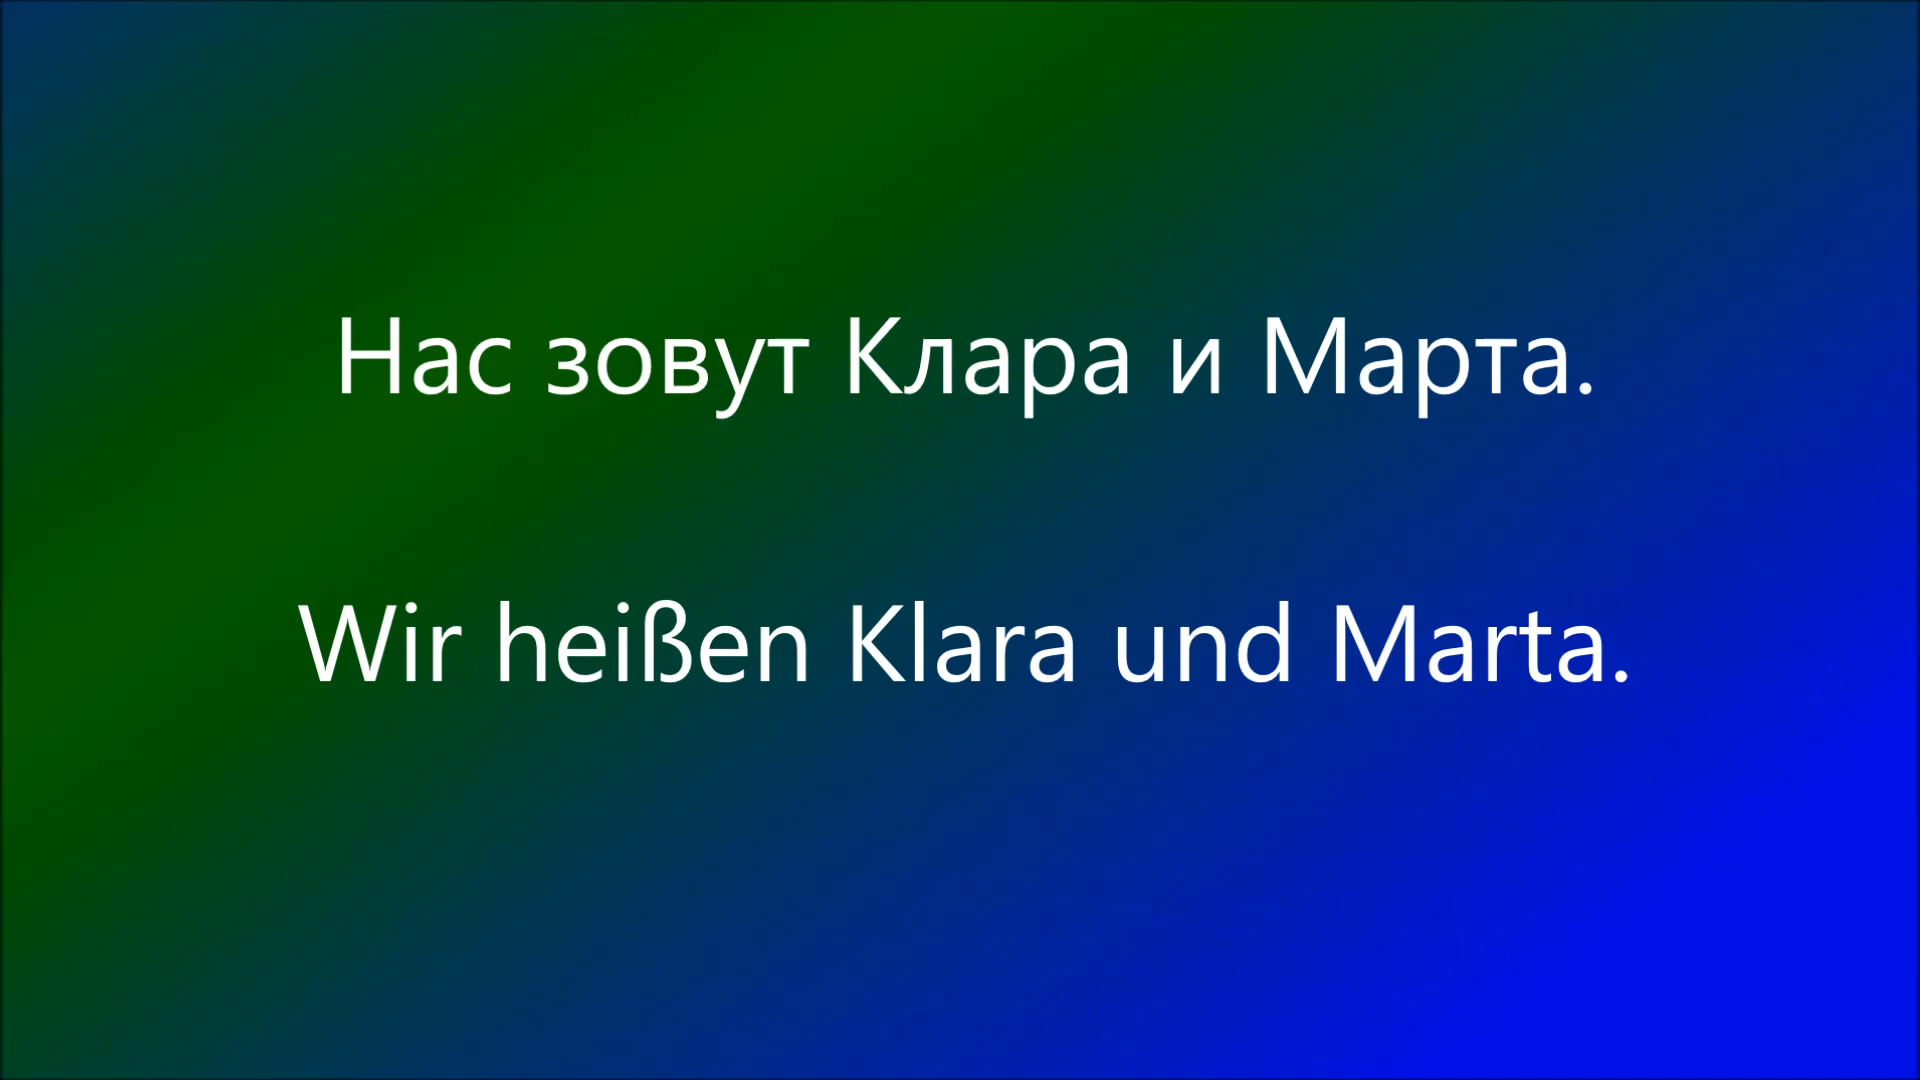 Нас зовут Клара и Марта.
Wir heißen Klara und Marta.